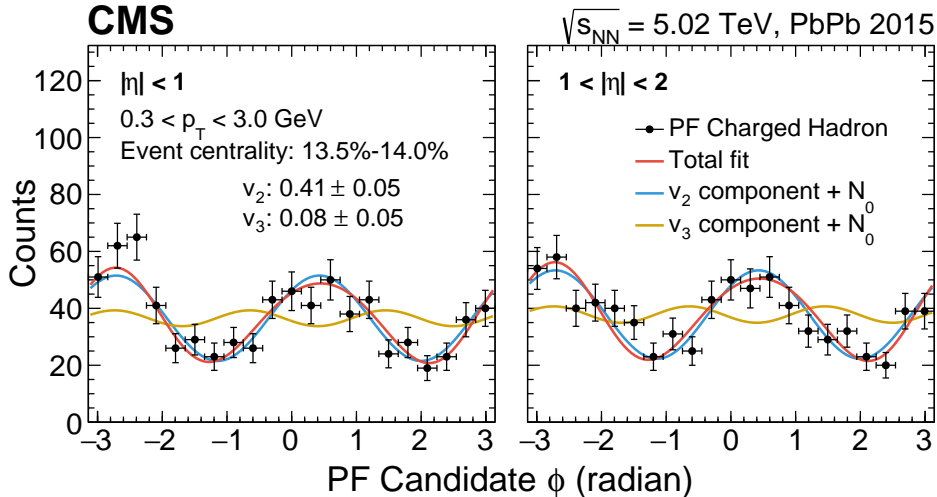 CMS
√s_NN = 5.02 TeV, PbPb 2015
|η| < 1
0.3 < p_T < 3.0 GeV
Event centrality: 13.5%-14.0%
v_2: 0.41 ± 0.05
v_3: 0.08 ± 0.05
1 < |η| < 2
PF Charged Hadron
Total fit
v_2 component + N_0
v_3 component + N_0
Counts
120
100
80
60
40
20
0
−3 −2 −1 0 1 2 3
−3 −2 −1 0 1 2 3
PF Candidate ϕ (radian)